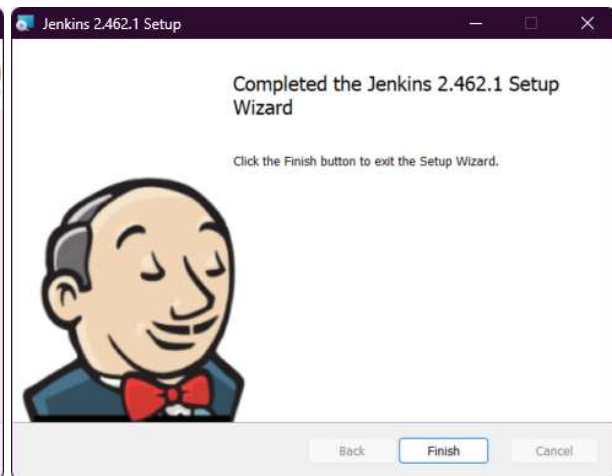 Jenkins 2.462.1 Setup
Completed the Jenkins 2.462.1 Setup
Wizard
Click the Finish button to exit the Setup Wizard.
Back Finish Cancel